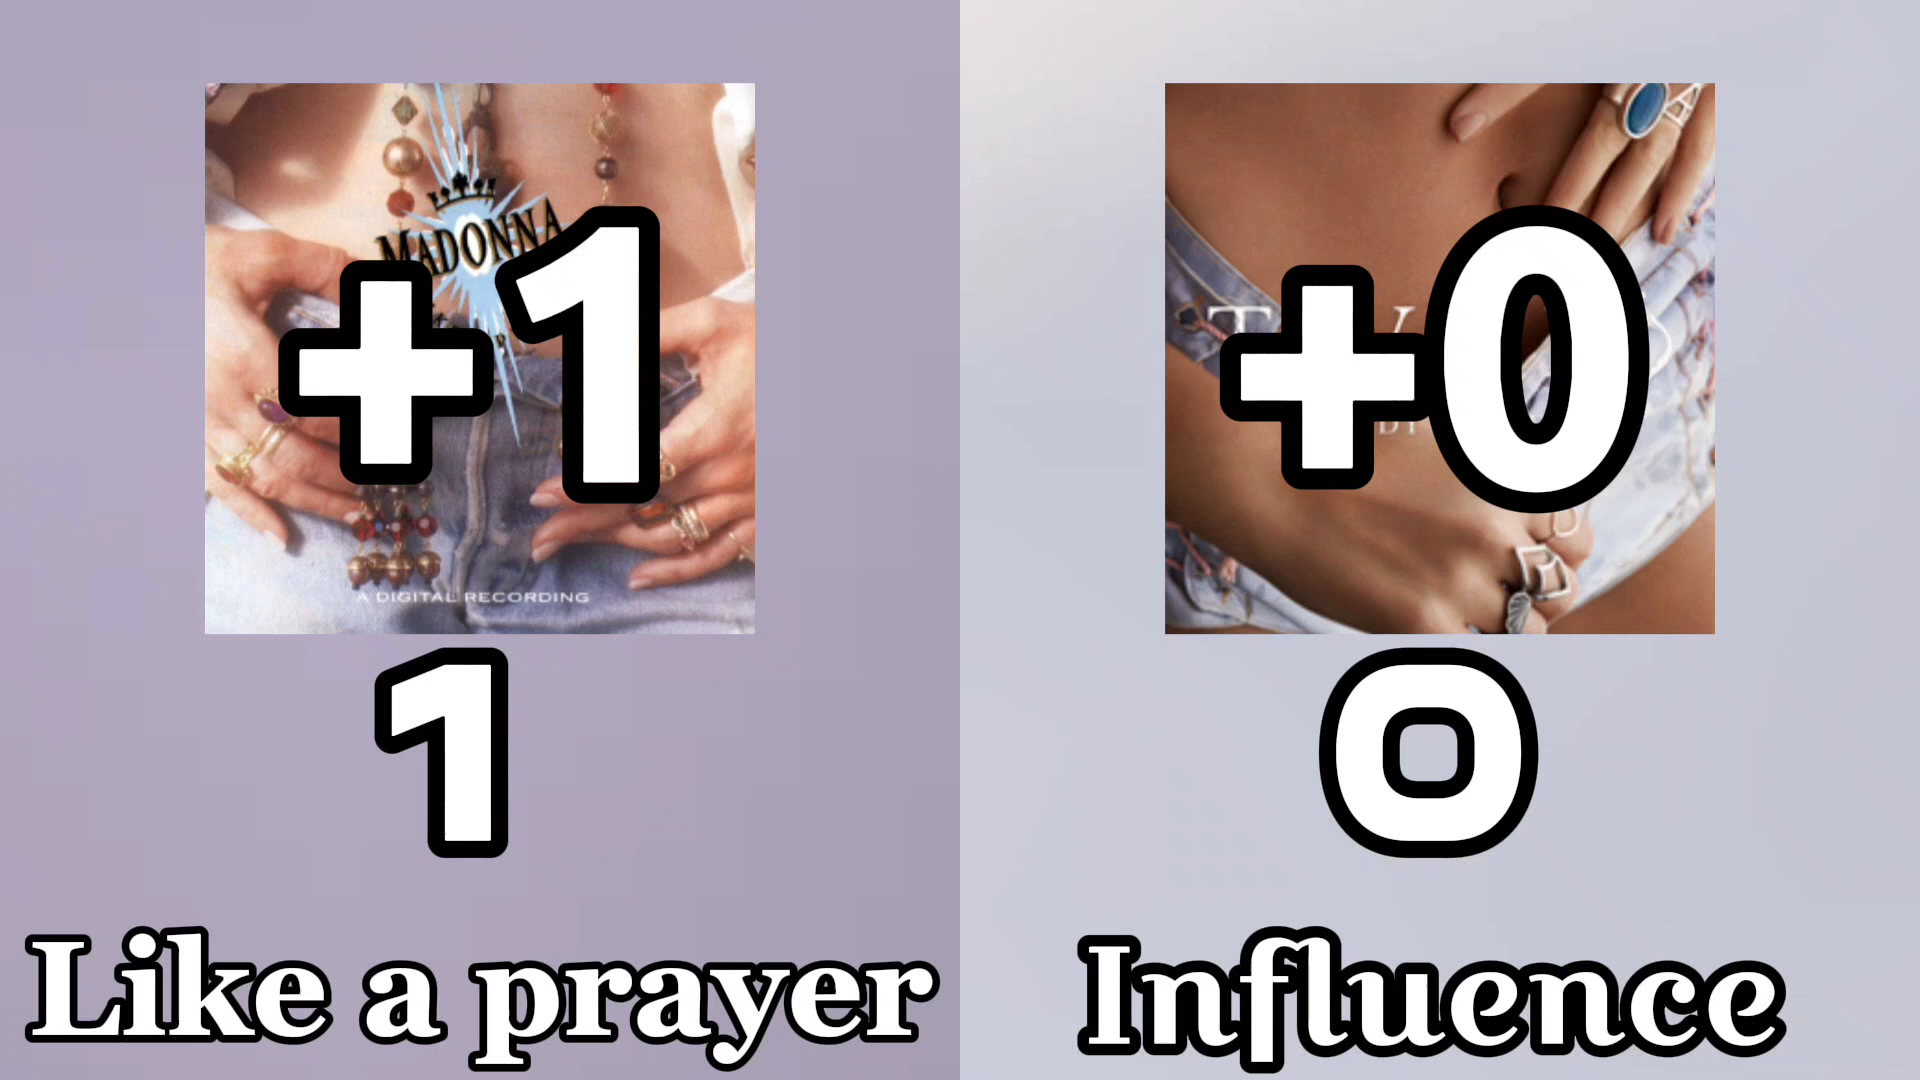 MADONNA
+1
A DIGITAL RECORDING
1
Like a prayer
+0
0
Influence